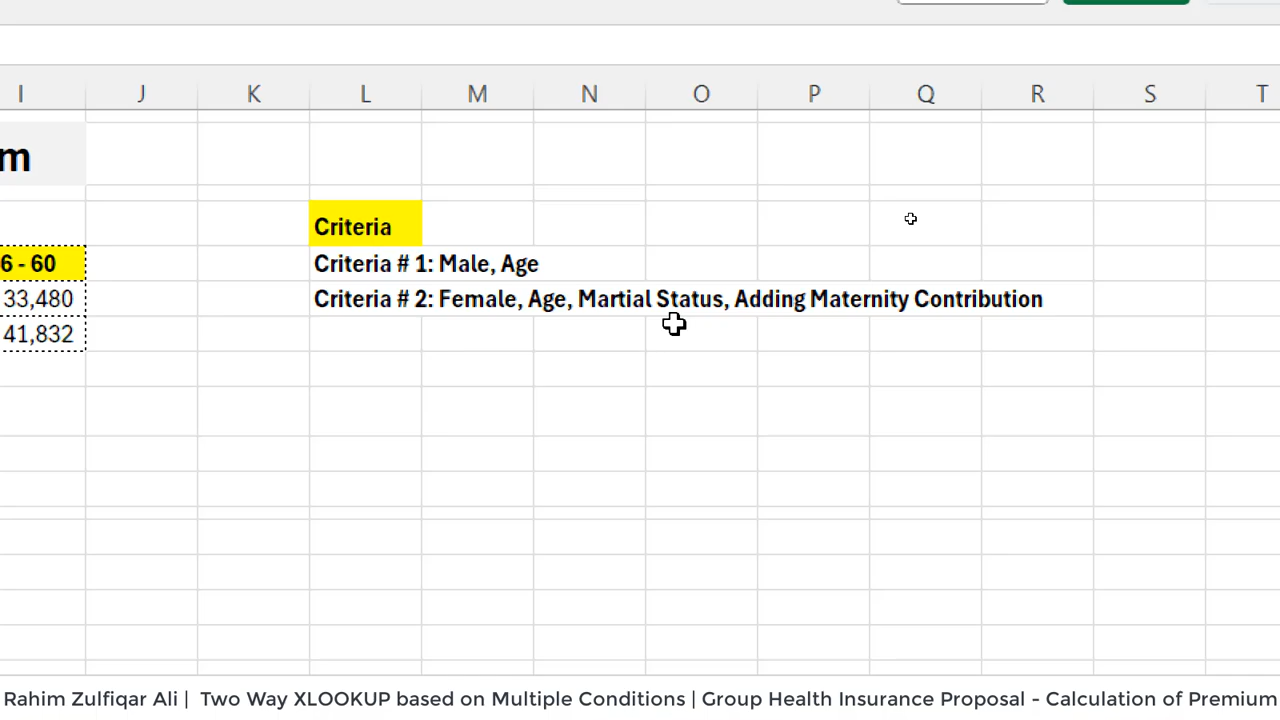 I J K L M N O P Q R S T
m
Criteria
6 - 60 Criteria # 1: Male, Age
33,480 Criteria # 2: Female, Age, Martial Status, Adding Maternity Contribution
41,832
Rahim Zulfiqar Ali | Two Way XLOOKUP based on Multiple Conditions | Group Health Insurance Proposal - Calculation of Premium